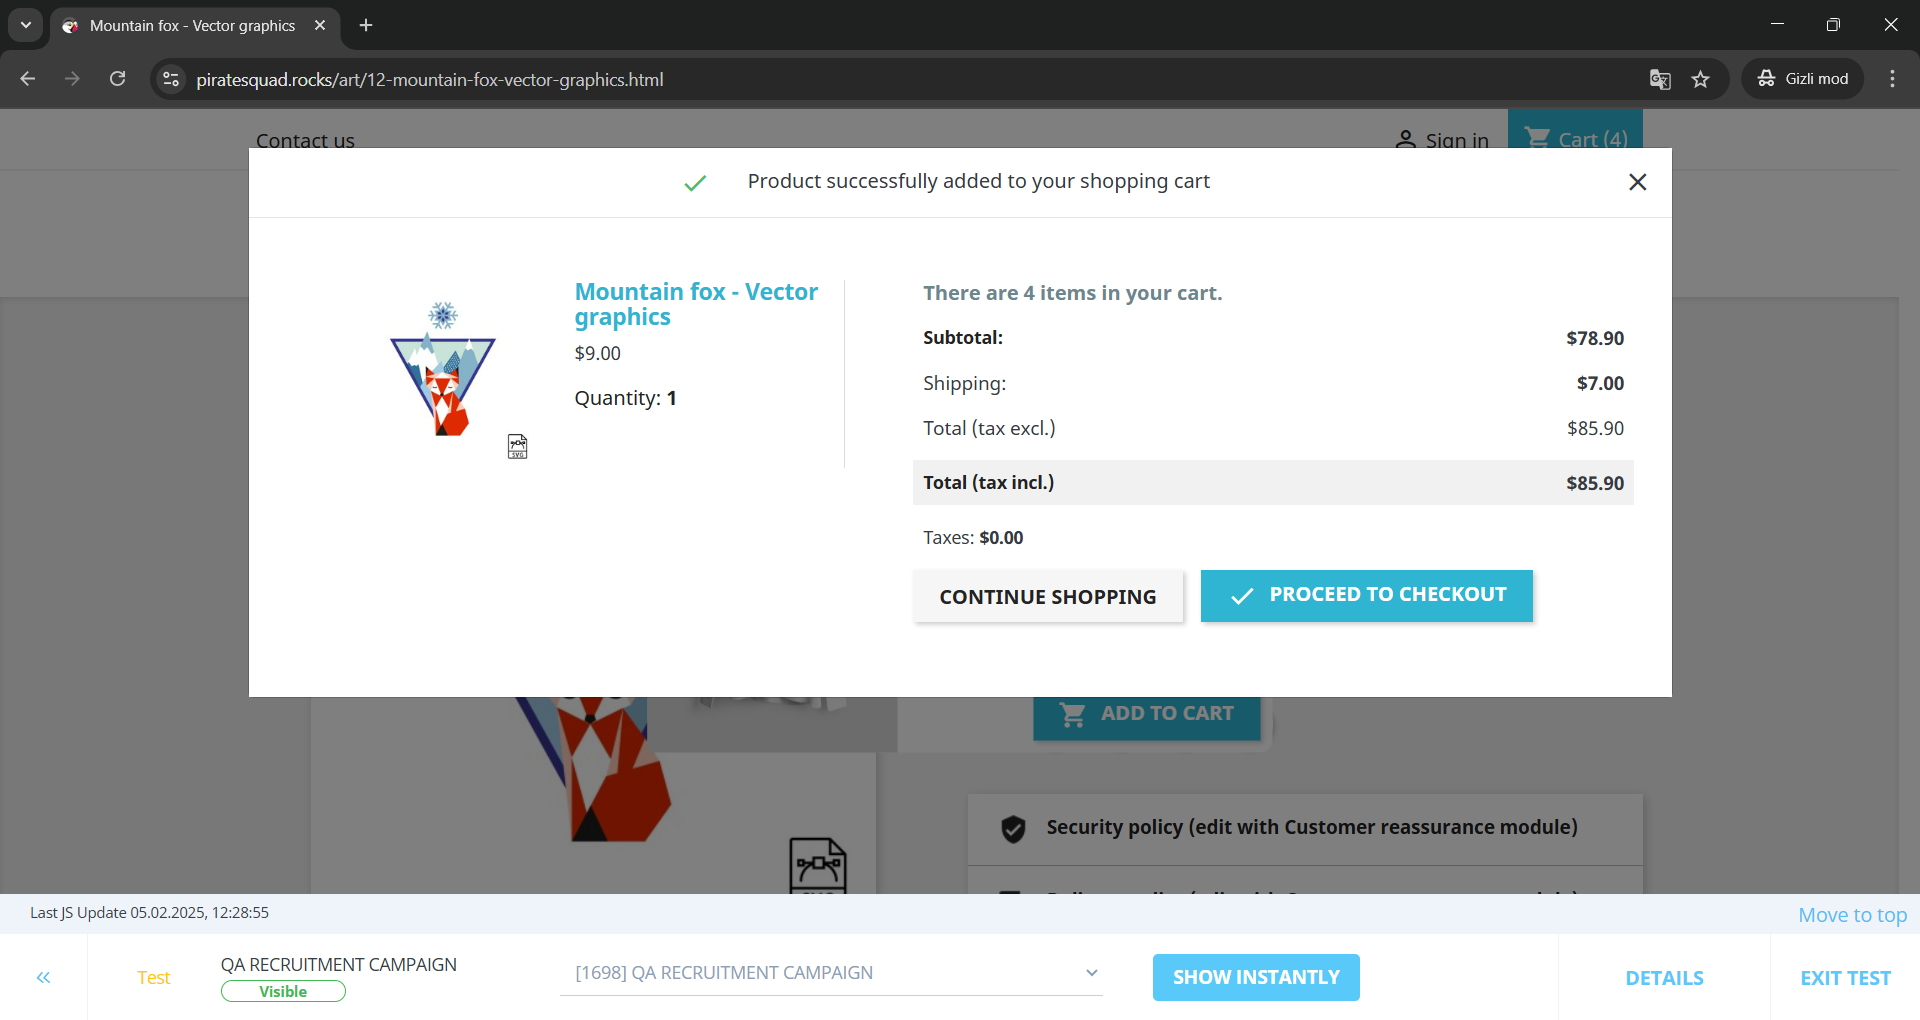 Mountain fox - Vector graphics
piratesquad.rocks/art/12-mountain-fox-vector-graphics.html
Gizli mod
Contact us
Sign in
Cart (4)
Product successfully added to your shopping cart
Mountain fox - Vector
graphics
$9.00
Quantity: 1
SVG
There are 4 items in your cart.
Subtotal: $78.90
Shipping: $7.00
Total (tax excl.) $85.90
Total (tax incl.) $85.90
Taxes: $0.00
CONTINUE SHOPPING
PROCEED TO CHECKOUT
ADD TO CART
Security policy (edit with Customer reassurance module)
Last JS Update 05.02.2025, 12:28:55
Move to top
Test
QA RECRUITMENT CAMPAIGN
Visible
[1698] QA RECRUITMENT CAMPAIGN
SHOW INSTANTLY
DETAILS
EXIT TEST